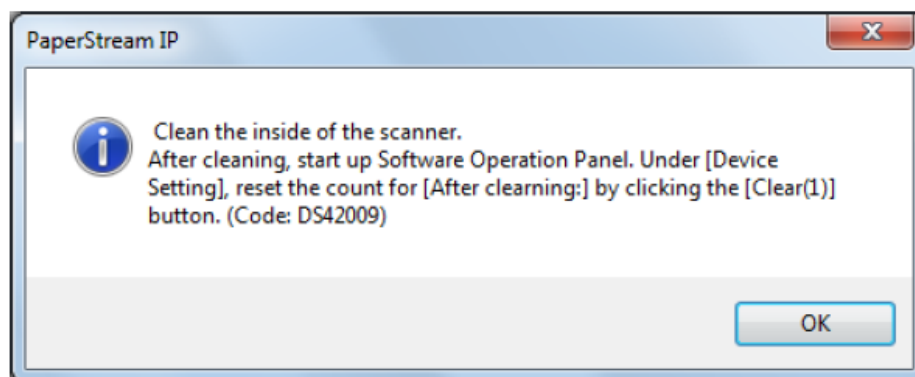 PaperStream IP
Clean the inside of the scanner.
After cleaning, start up Software Operation Panel. Under [Device
Setting], reset the count for [After clearning:] by clicking the [Clear(1)]
button. (Code: DS42009)
OK